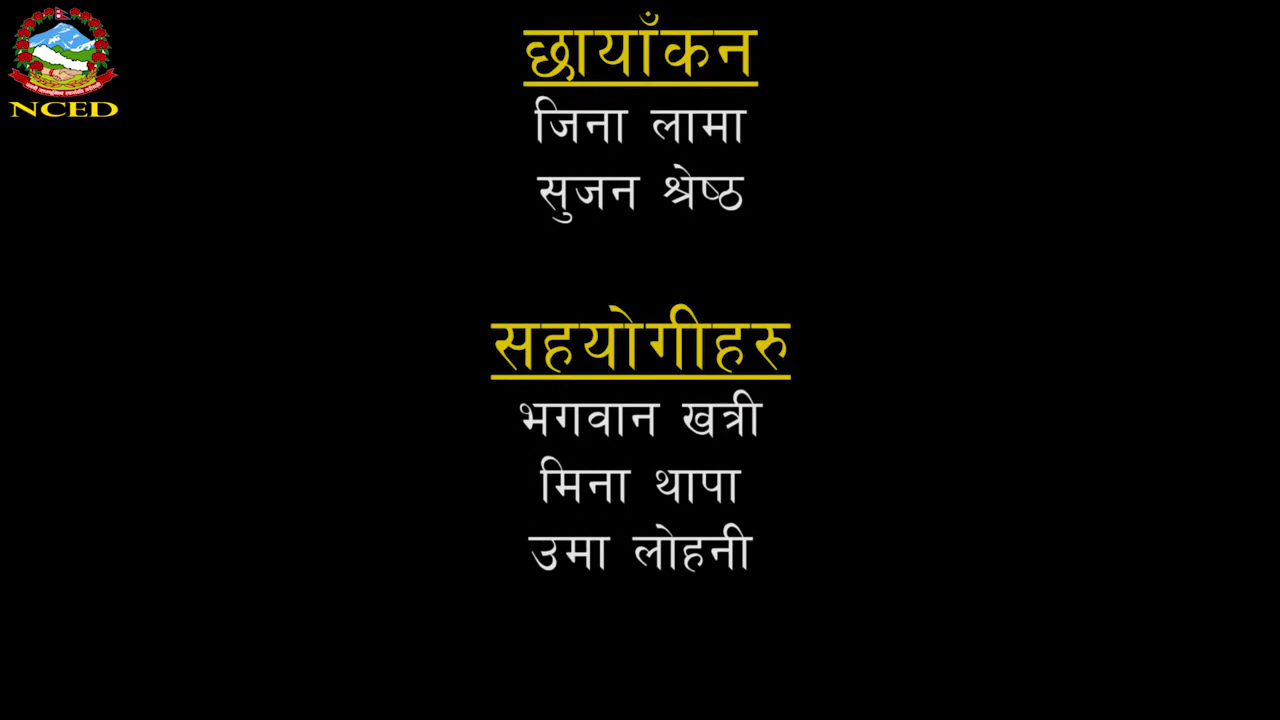 NCED
छायाँकन
जिना लामा
सुजन श्रेष्ठ
सहयोगीहरु
भगवान खत्री
मिना थापा
उमा लोहनी